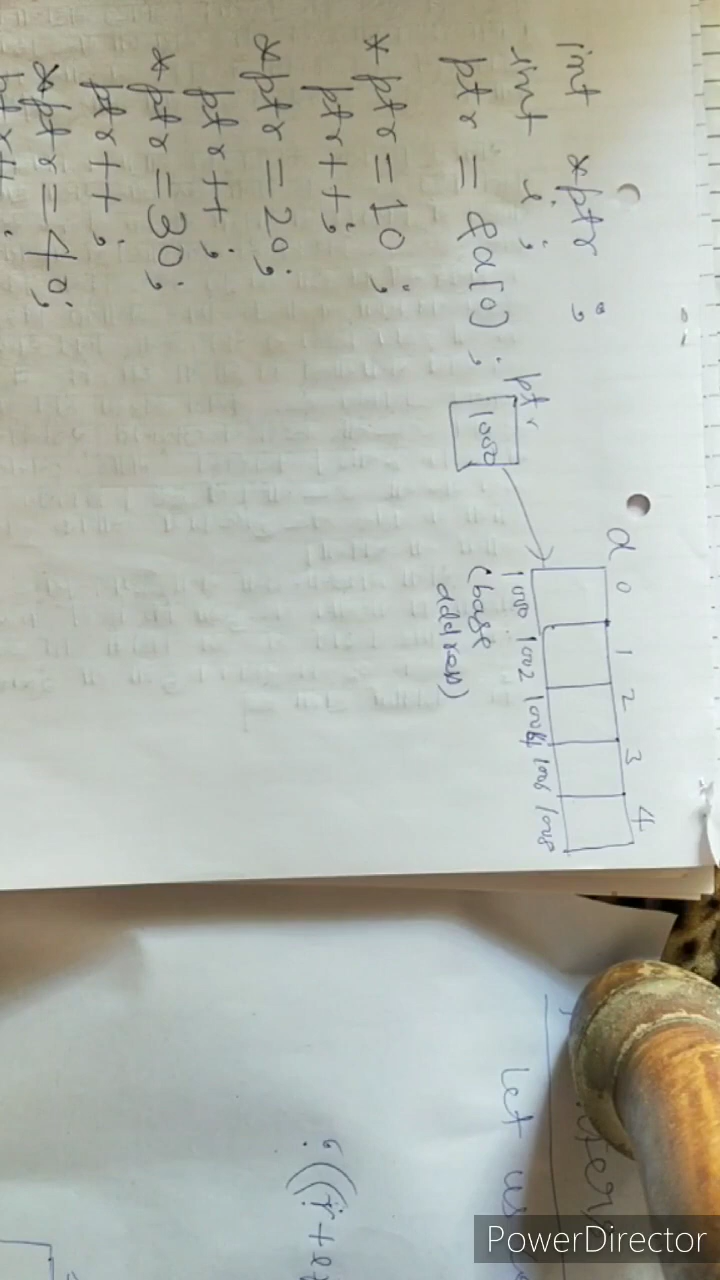 int *ptr ;
int i ;
ptr = &a[0] ;
*ptr = 10 ;
ptr++ ;
*ptr = 20 ;
ptr++ ;
*ptr = 30 ;
ptr++ ;
*ptr = 40 ;
ptr++ ;
a 0 1 2 3 4
ptr
1000
1000 1002 1004 1006 1008
(base
address)
let us
PowerDirector